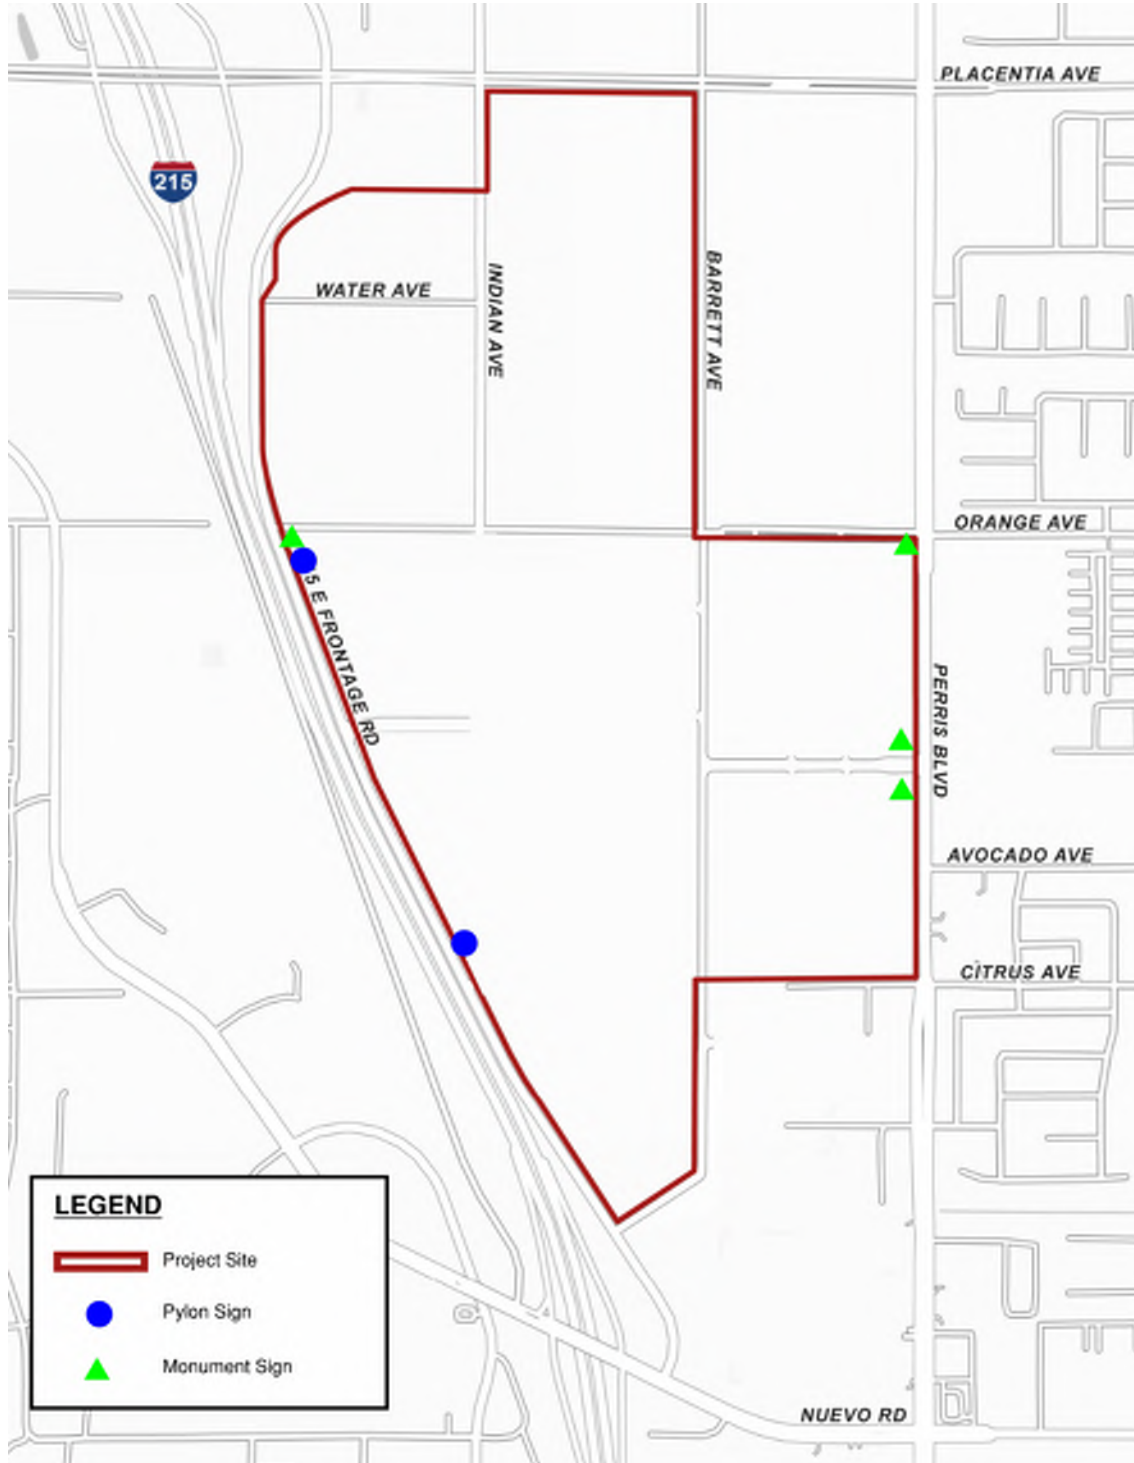 PLACENTIA AVE
215
WATER AVE
INDIAN AVE
BARRETT AVE
ORANGE AVE
5 E FRONTAGE RD
PERRIS BLVD
AVOCADO AVE
CITRUS AVE
LEGEND
Project Site
Pylon Sign
Monument Sign
NUEVO RD